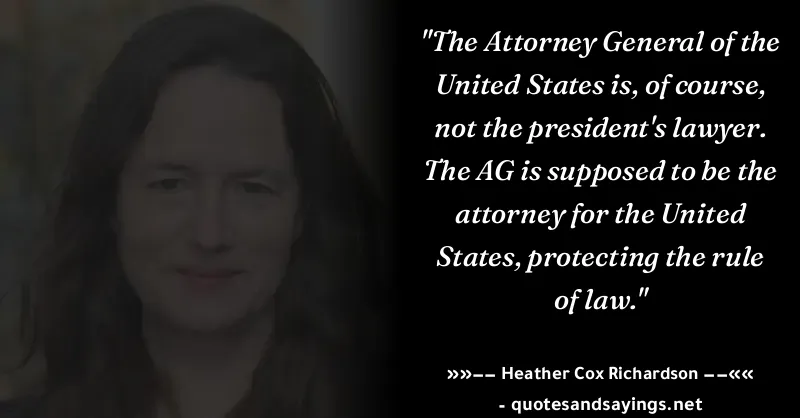 "The Attorney General of the
United States is, of course,
not the president's lawyer.
The AG is supposed to be the
attorney for the United
States, protecting the rule
of law."
»»−− Heather Cox Richardson −−««
- quotesandsayings.net